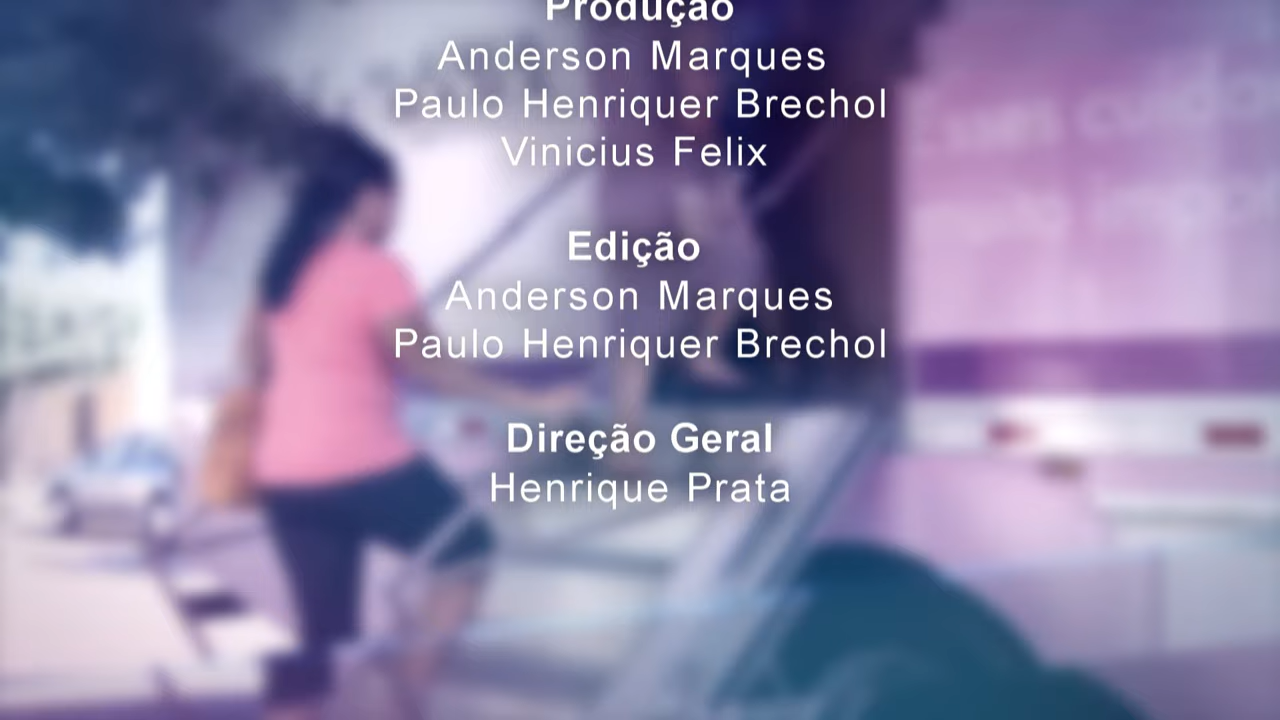 Produção
Anderson Marques
Paulo Henriquer Brechol
Vinicius Felix
Edição
Anderson Marques
Paulo Henriquer Brechol
Direção Geral
Henrique Prata